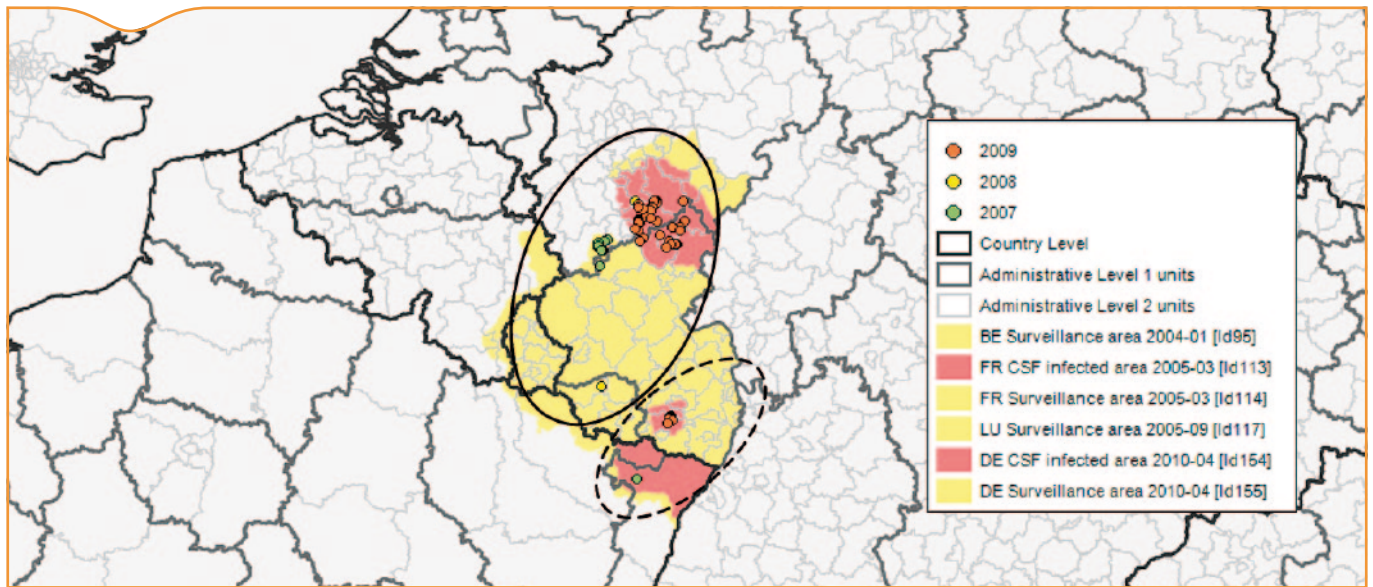 2009
2008
2007
Country Level
Administrative Level 1 units
Administrative Level 2 units
BE Surveillance area 2004-01 [Id95]
FR CSF infected area 2005-03 [Id113]
FR Surveillance area 2005-03 [Id114]
LU Surveillance area 2005-09 [Id117]
DE CSF infected area 2010-04 [Id154]
DE Surveillance area 2010-04 [Id155]